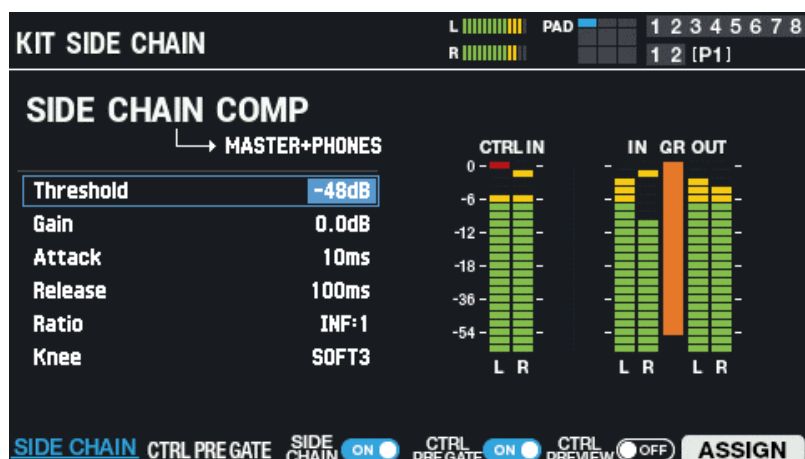 KIT SIDE CHAIN
L PAD 1 2 3 4 5 6 7 8
R 1 2 [P1]
SIDE CHAIN COMP
MASTER+PHONES
CTRL IN IN GR OUT
Threshold -48dB
Gain 0.0dB
Attack 10ms
Release 100ms
Ratio INF:1
Knee SOFT3
0
-6
-12
-18
-36
-54
L R L R L R
SIDE CHAIN CTRL PRE GATE SIDE CHAIN ON CTRL PRE GATE ON CTRL PREVIEW OFF ASSIGN